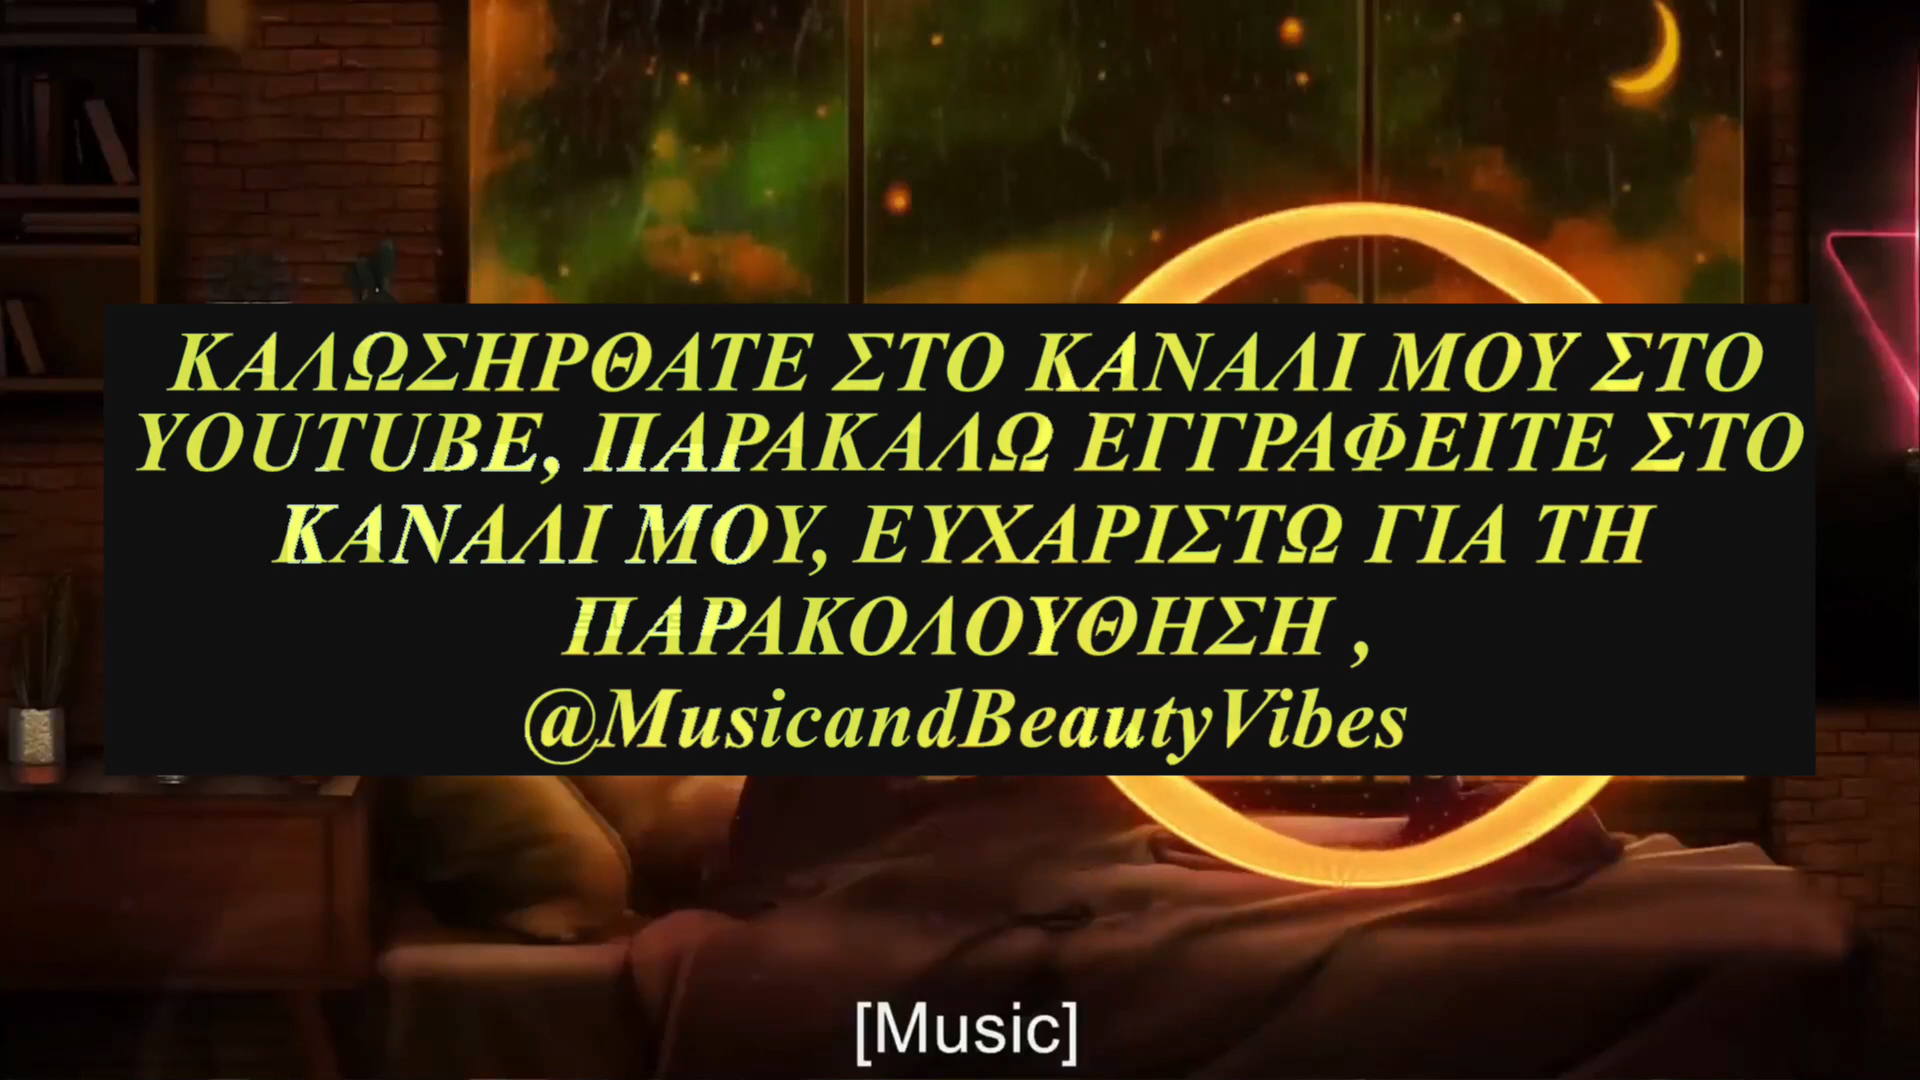 ΚΑΛΩΣΗΡΘΑΤΕ ΣΤΟ ΚΑΝΑΛΙ ΜΟΥ ΣΤΟ
YOUTUBE, ΠΑΡΑΚΑΛΩ ΕΓΓΡΑΦΕΙΤΕ ΣΤΟ
ΚΑΝΑΛΙ ΜΟΥ, ΕΥΧΑΡΙΣΤΩ ΓΙΑ ΤΗ
ΠΑΡΑΚΟΛΟΥΘΗΣΗ ,
@MusicandBeautyVibes
[Music]